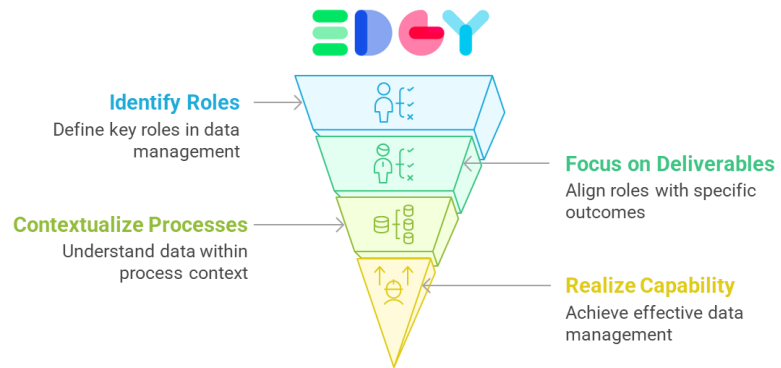 EDGY
Identify Roles
Define key roles in data
management
Focus on Deliverables
Align roles with specific
outcomes
Contextualize Processes
Understand data within
process context
Realize Capability
Achieve effective data
management